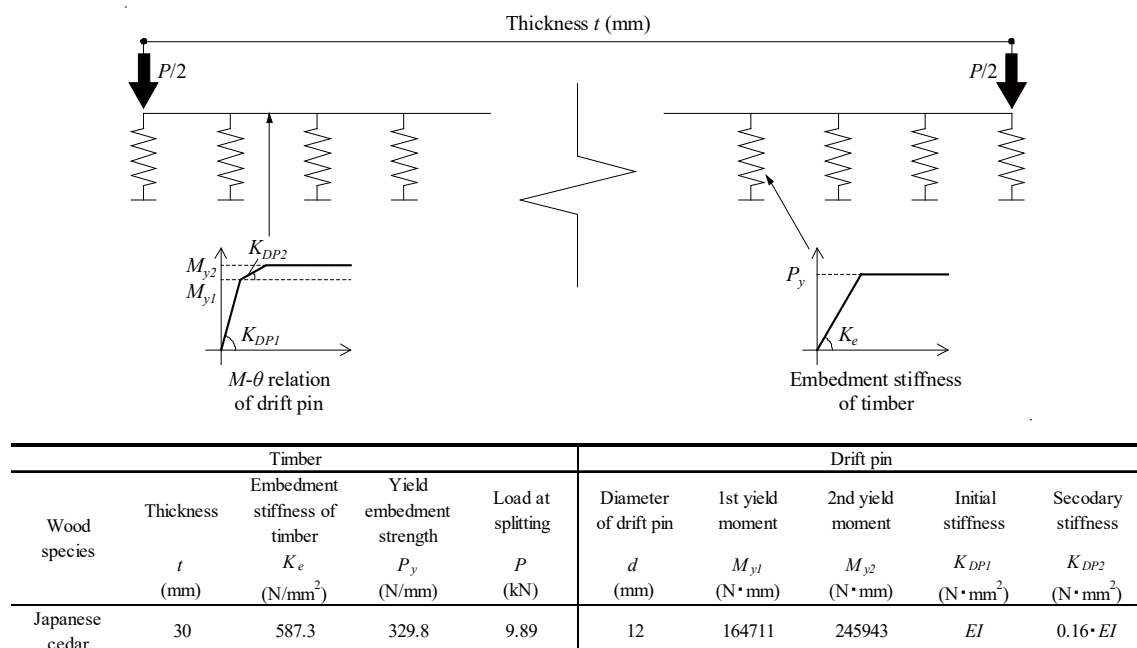 Thickness t (mm)
P/2
P/2
K_DP2
M_y2
M_y1
K_DP1
P_y
K_e
M-θ relation
of drift pin
Embedment stiffness
of timber
Timber
Drift pin
Wood
species
Thickness
t
(mm)
Embedment
stiffness of
timber
K_e
(N/mm²)
Yield
embedment
strength
P_y
(N/mm)
Load at
splitting
P
(kN)
Diameter
of drift pin
d
(mm)
1st yield
moment
M_y1
(N・mm)
2nd yield
moment
M_y2
(N・mm)
Initial
stiffness
K_DP1
(N・mm²)
Secodary
stiffness
K_DP2
(N・mm²)
Japanese
cedar
30
587.3
329.8
9.89
12
164711
245943
EI
0.16・EI